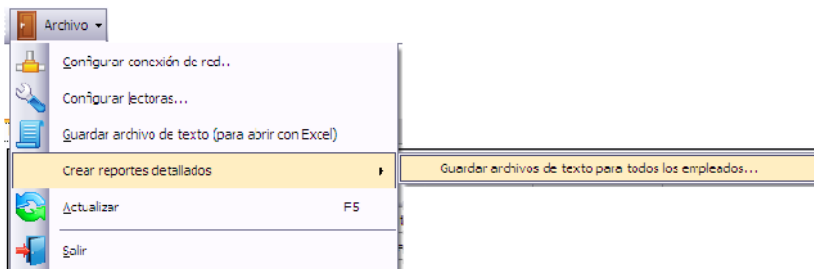 Archivo
Configurar conexión de red..
Configurar lectoras...
Guardar archivo de texto (para abrir con Excel)
Crear reportes detallados
Guardar archivos de texto para todos los empleados...
Actualizar F5
Salir